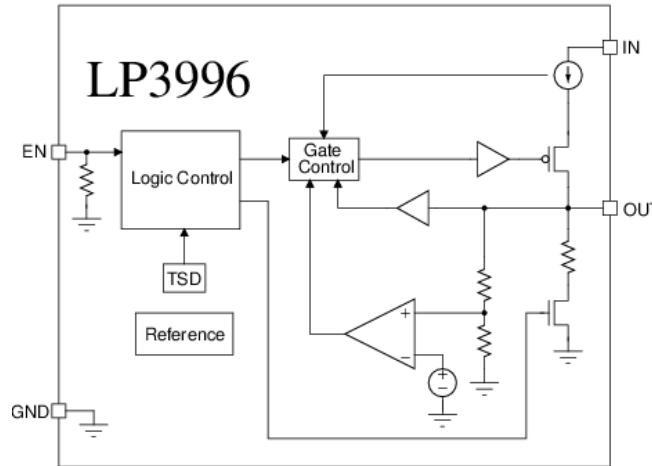 LP3996
IN
EN
Logic Control
Gate
Control
OUT
TSD
Reference
+
−
+
−
GND